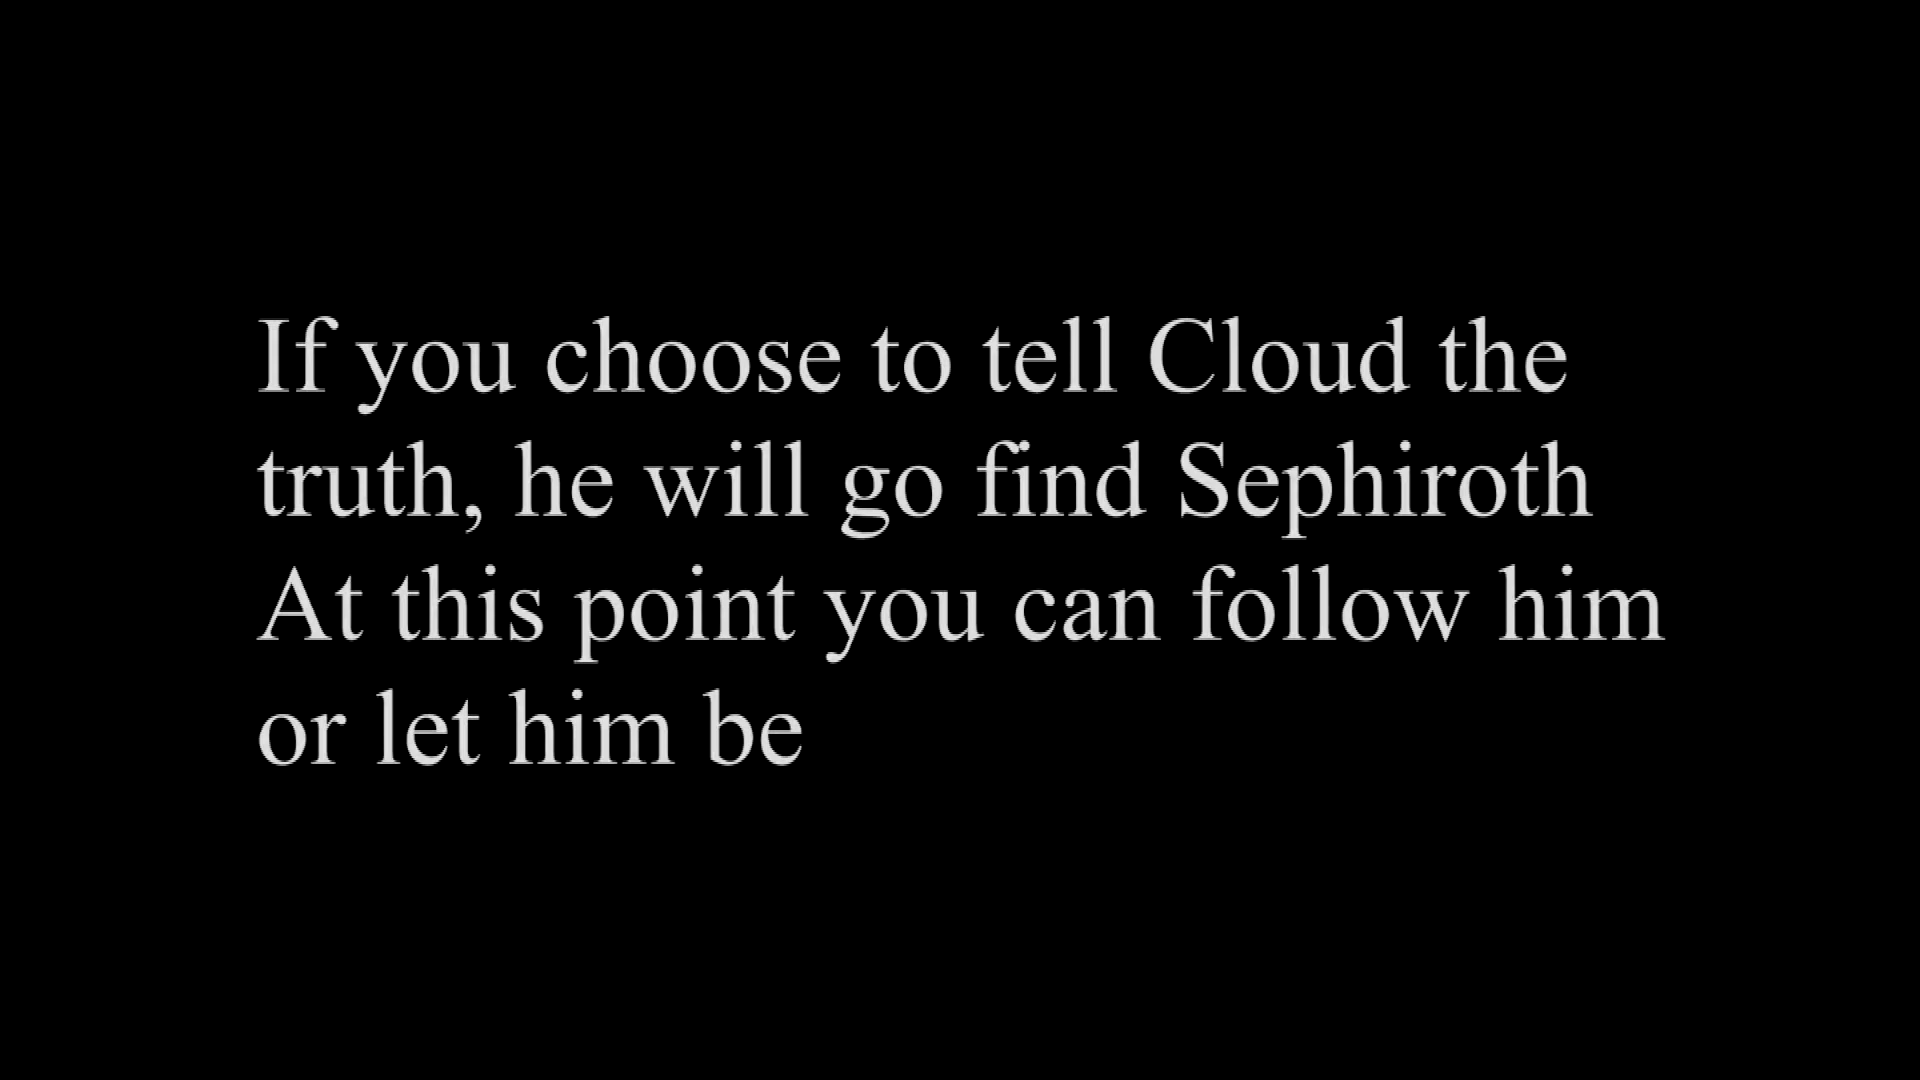 If you choose to tell Cloud the
truth, he will go find Sephiroth
At this point you can follow him
or let him be